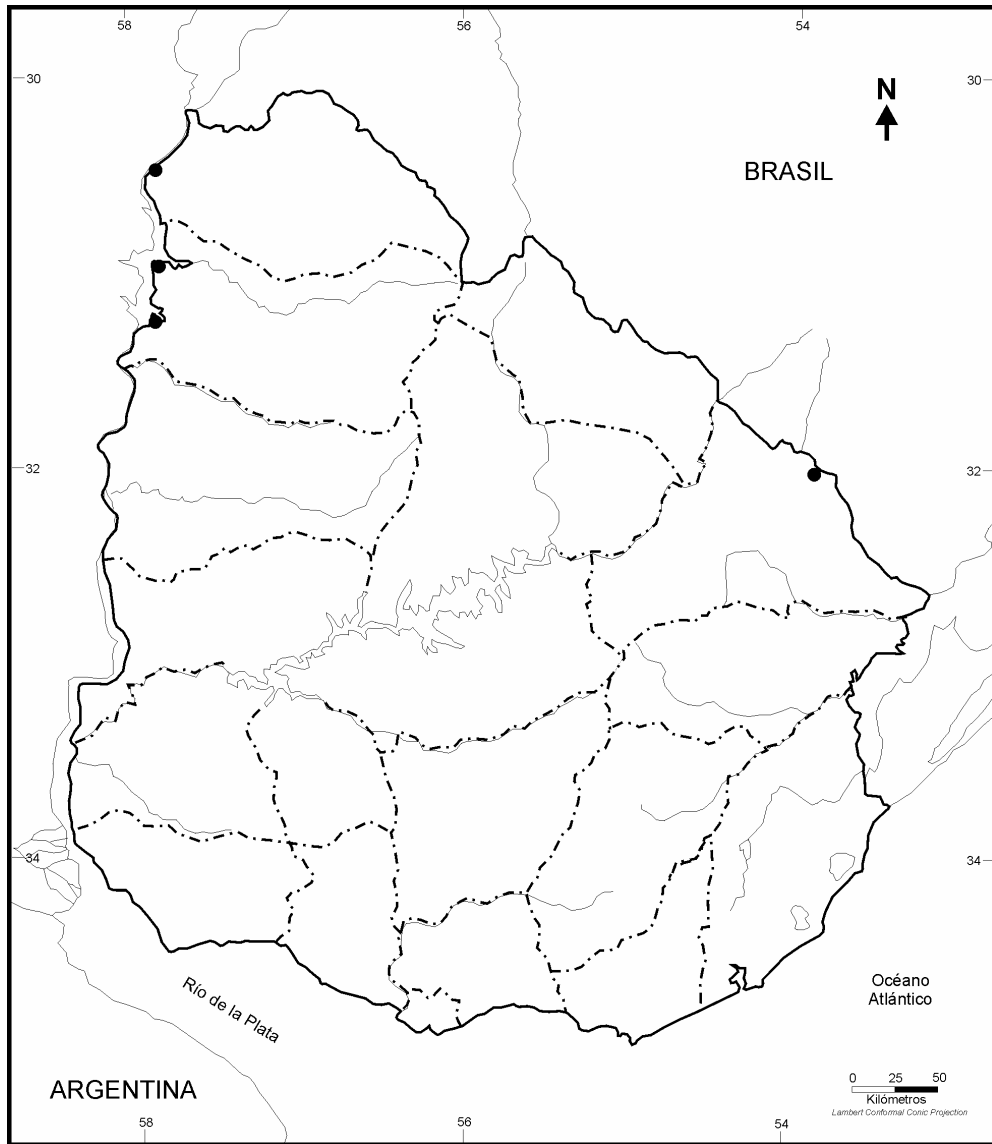 58 56 54
30 30
N
BRASIL
32 32
34 34
Río de la Plata
Océano
Atlántico
ARGENTINA
0 25 50
Kilómetros
Lambert Conformal Conic Projection
58 56 54